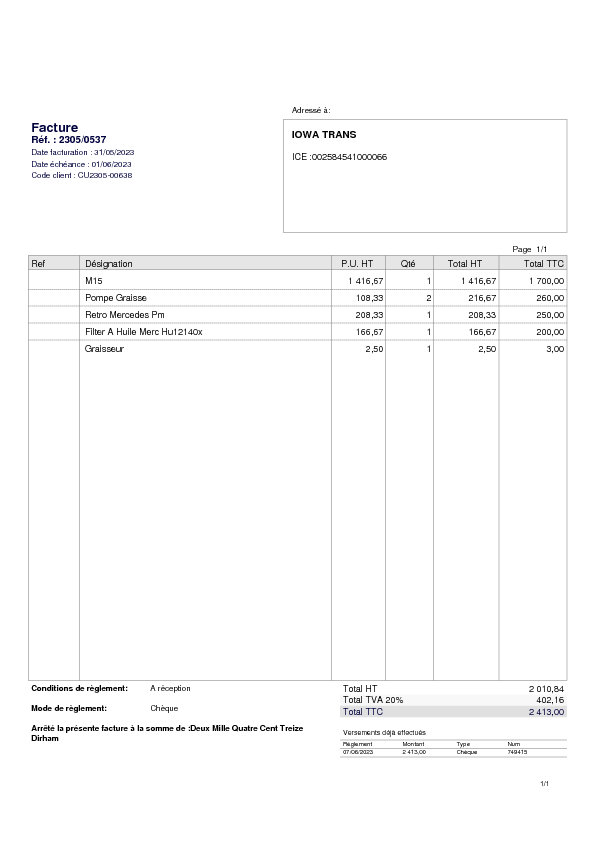 Adressé à:
Facture
Réf. : 2305/0537
Date facturation : 31/05/2023
Date échéance : 01/06/2023
Code client : CU2305-00638
IOWA TRANS
ICE :002584541000066
Page 1/1
Ref Désignation P.U. HT Qté Total HT Total TTC
M15 1 416,67 1 1 416,67 1 700,00
Pompe Graisse 108,33 2 216,67 260,00
Retro Mercedes Pm 208,33 1 208,33 250,00
Filter A Huile Merc Hu12140x 166,67 1 166,67 200,00
Graisseur 2,50 1 2,50 3,00
Conditions de règlement: A réception
Mode de règlement: Chèque
Arrêté la présente facture à la somme de :Deux Mille Quatre Cent Treize
Dirham
Total HT 2 010,84
Total TVA 20% 402,16
Total TTC 2 413,00
Versements déjà effectués
Règlement Montant Type Num
07/06/2023 2 413,00 Chèque 749415
1/1